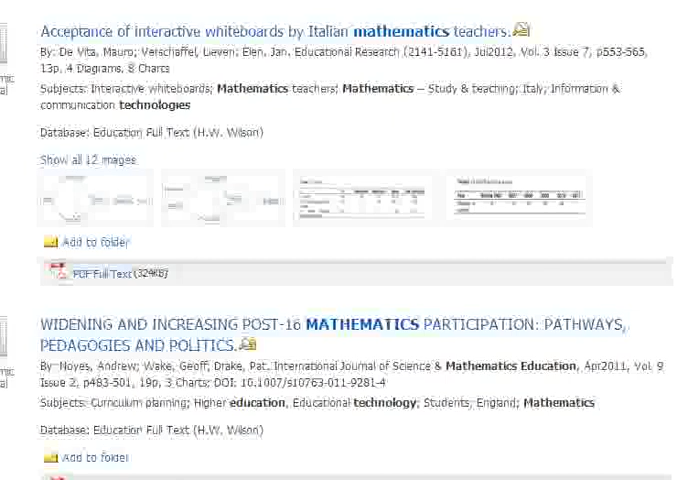 Acceptance of interactive whiteboards by Italian mathematics teachers.
By: De Vita, Mauro; Verschaffel, Lieven; Elen, Jan. Educational Research (2141-5161), Jul2012, Vol. 3 Issue 7, p553-565,
13p, 4 Diagrams, 8 Charts
Subjects: Interactive whiteboards; Mathematics teachers; Mathematics -- Study & teaching; Italy; Information &
communication technologies
Database: Education Full Text (H.W. Wilson)
Show all 12 images
Add to folder
PDF Full Text (324KB)
WIDENING AND INCREASING POST-16 MATHEMATICS PARTICIPATION: PATHWAYS,
PEDAGOGIES AND POLITICS.
By: Noyes, Andrew; Wake, Geoff; Drake, Pat. International Journal of Science & Mathematics Education, Apr2011, Vol. 9
Issue 2, p483-501, 19p, 3 Charts; DOI: 10.1007/s10763-011-9281-4
Subjects: Curriculum planning; Higher education; Educational technology; Students; England; Mathematics
Database: Education Full Text (H.W. Wilson)
Add to folder